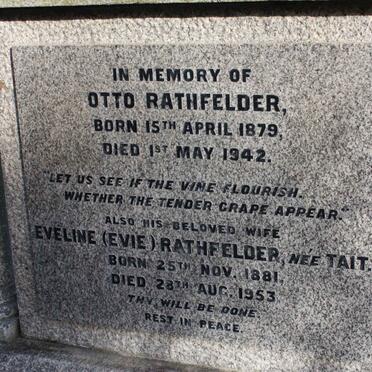 IN MEMORY OF
OTTO RATHFELDER,
BORN 15TH APRIL 1879,
DIED 1ST MAY 1942.
"LET US SEE IF THE VINE FLOURISH.
WHETHER THE TENDER GRAPE APPEAR."
ALSO HIS BELOVED WIFE
EVELINE (EVIE) RATHFELDER, NEE TAIT.
BORN 25TH NOV. 1881.
DIED 28TH AUG. 1953
THY WILL BE DONE
REST IN PEACE.